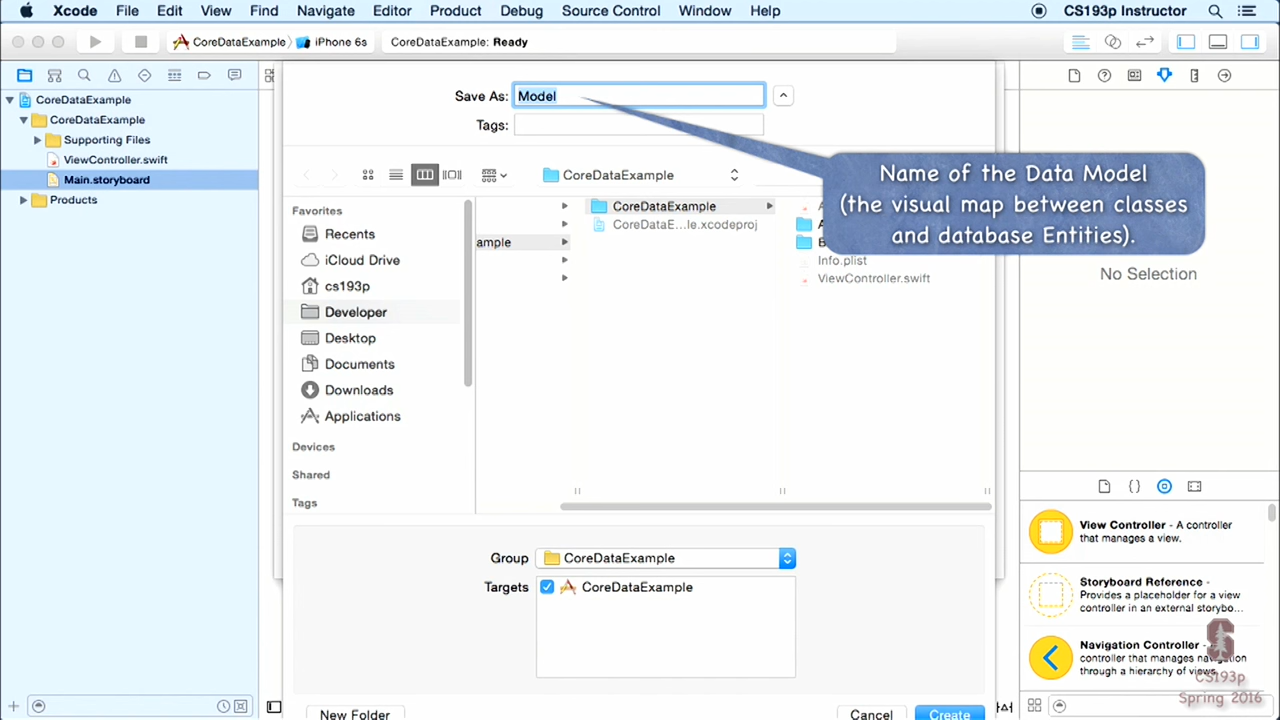 Xcode File Edit View Find Navigate Editor Product Debug Source Control Window Help CS193p Instructor
CoreDataExample iPhone 6s CoreDataExample: Ready
CoreDataExample
CoreDataExample
Supporting Files
ViewController.swift
Main.storyboard
Products
Save As: Model
Tags:
CoreDataExample
Name of the Data Model
(the visual map between classes
and database Entities).
Favorites
Recents
iCloud Drive
cs193p
Developer
Desktop
Documents
Downloads
Applications
Devices
Shared
Tags
ample
CoreDataExample
CoreDataE...le.xcodeproj
Info.plist
ViewController.swift
No Selection
Group CoreDataExample
Targets CoreDataExample
New Folder Cancel Create
View Controller - A controller
that manages a view.
Storyboard Reference -
Provides a placeholder for a view
controller in an external storybo...
Navigation Controller -
controller that manages navigation
through a hierarchy of views.
CS193p
Spring 2016